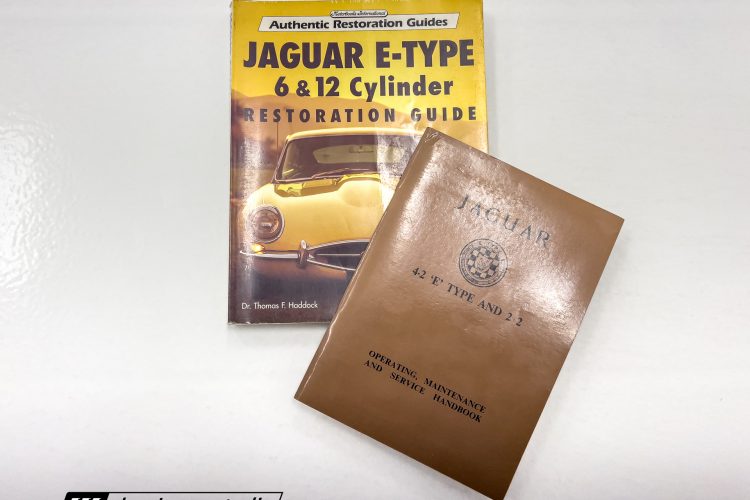 Motorbooks International
Authentic Restoration Guides
JAGUAR E-TYPE
6 & 12 Cylinder
RESTORATION GUIDE
Dr. Thomas F. Haddock
JAGUAR
4·2 'E' TYPE AND 2+2
OPERATING, MAINTENANCE
AND SERVICE HANDBOOK